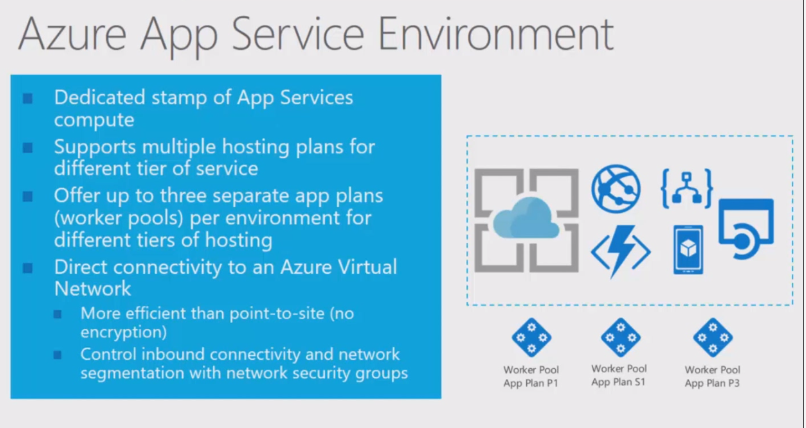 Azure App Service Environment
Dedicated stamp of App Services
compute
Supports multiple hosting plans for
different tier of service
Offer up to three separate app plans
(worker pools) per environment for
different tiers of hosting
Direct connectivity to an Azure Virtual
Network
More efficient than point-to-site (no
encryption)
Control inbound connectivity and network
segmentation with network security groups
Worker Pool
App Plan P1
Worker Pool
App Plan S1
Worker Pool
App Plan P3